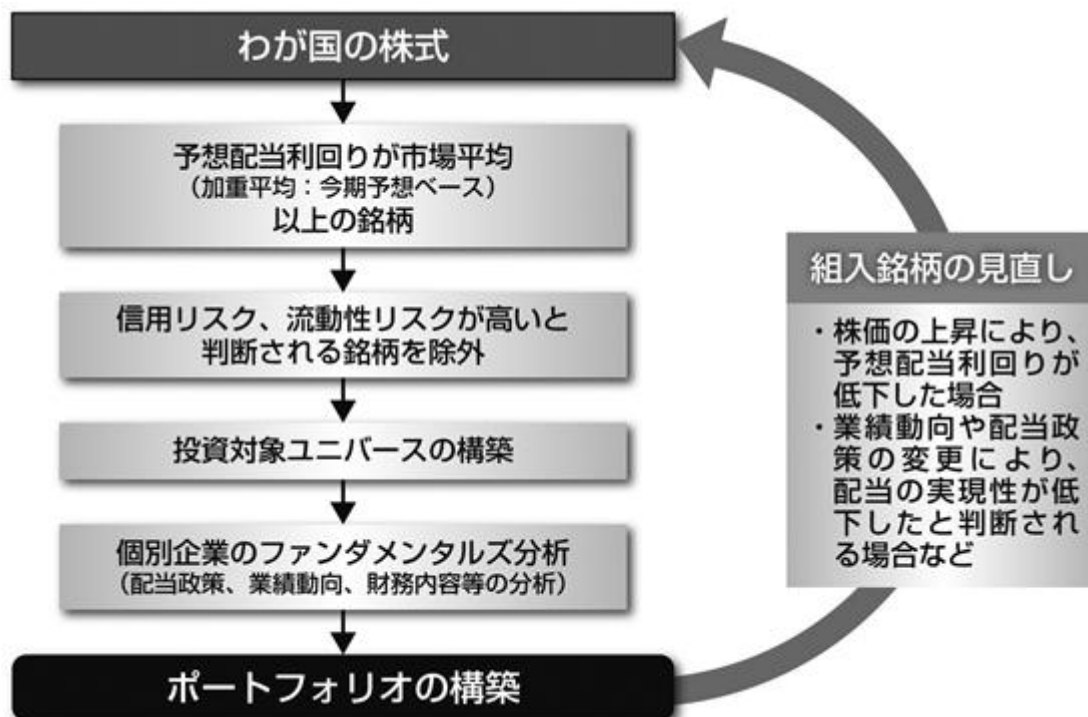 わが国の株式
予想配当利回りが市場平均
（加重平均：今期予想ベース）
以上の銘柄
信用リスク、流動性リスクが高いと
判断される銘柄を除外
投資対象ユニバースの構築
個別企業のファンダメンタルズ分析
（配当政策、業績動向、財務内容等の分析）
ポートフォリオの構築
組入銘柄の見直し
・株価の上昇により、
予想配当利回りが
低下した場合
・業績動向や配当政
策の変更により、
配当の実現性が低
下したと判断され
る場合など